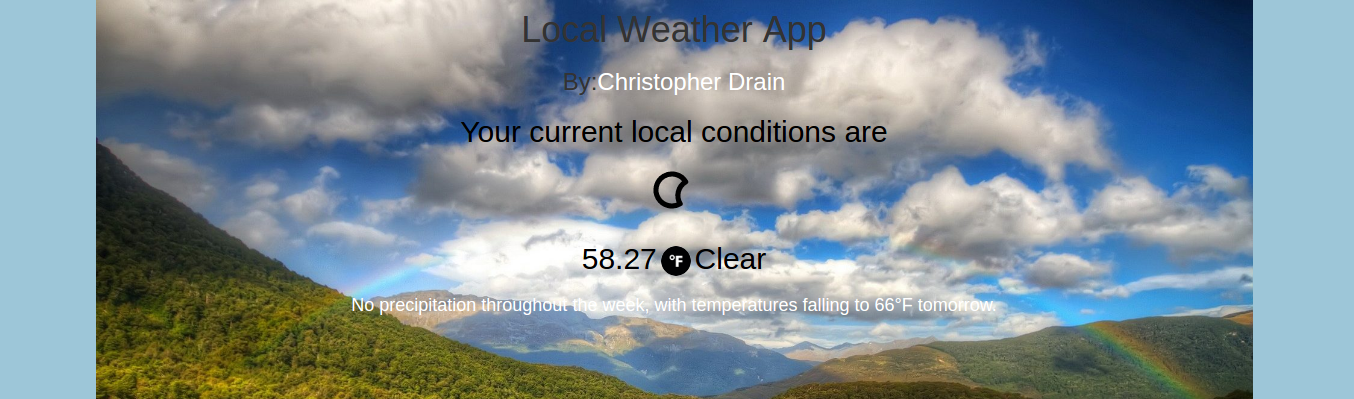 Local Weather App
By:Christopher Drain
Your current local conditions are
58.27 °F Clear
No precipitation throughout the week, with temperatures falling to 66°F tomorrow.